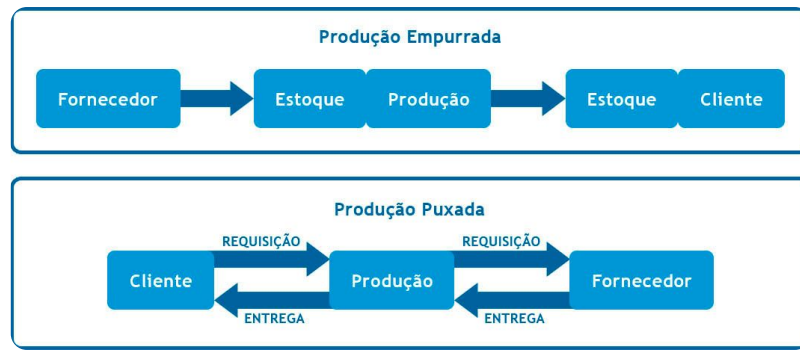 Produção Empurrada
Fornecedor
Estoque
Produção
Estoque
Cliente
Produção Puxada
REQUISIÇÃO
REQUISIÇÃO
Cliente
Produção
Fornecedor
ENTREGA
ENTREGA